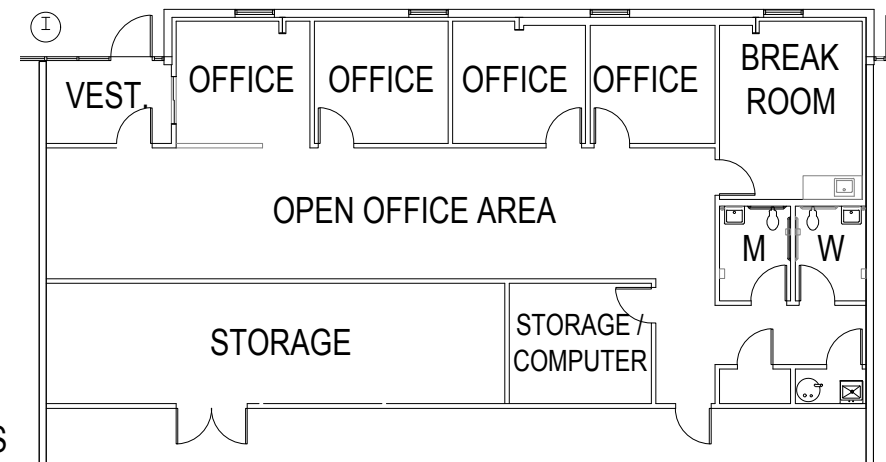 I
VEST.
OFFICE
OFFICE
OFFICE
OFFICE
BREAK
ROOM
OPEN OFFICE AREA
M
W
STORAGE
STORAGE /
COMPUTER
S